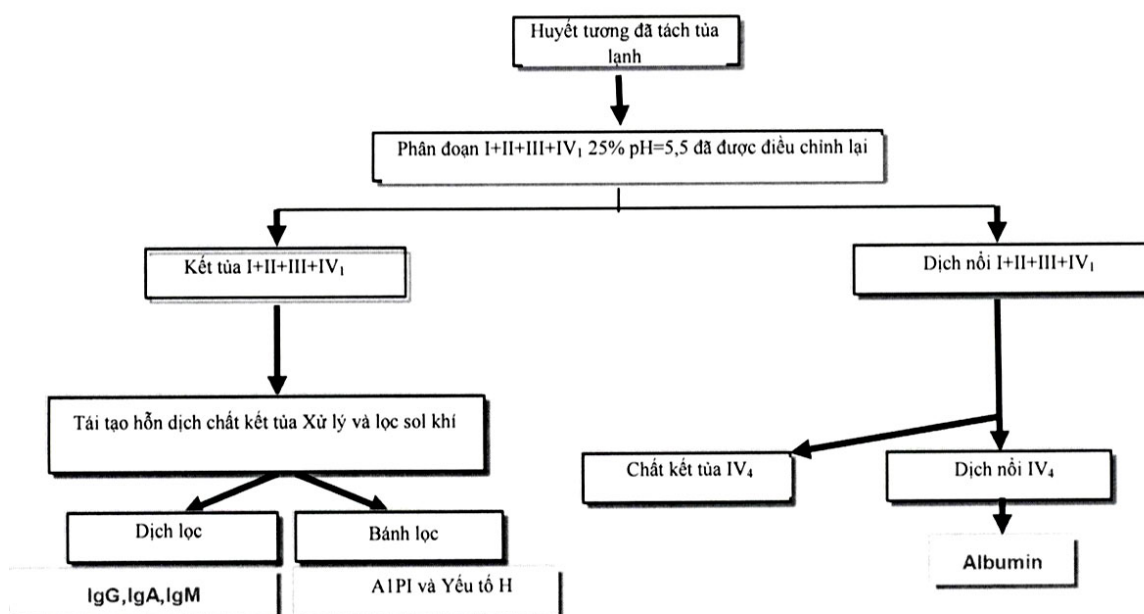 Huyết tương đã tách tủa
lạnh
Phân đoạn I+II+III+IV₁ 25% pH=5,5 đã được điều chỉnh lại
Kết tủa I+II+III+IV₁
Dịch nổi I+II+III+IV₁
Tái tạo hỗn dịch chất kết tủa Xử lý và lọc sol khí
Chất kết tủa IV₄
Dịch nổi IV₄
Dịch lọc
Bánh lọc
Albumin
IgG,IgA,IgM
A1PI và Yếu tố H